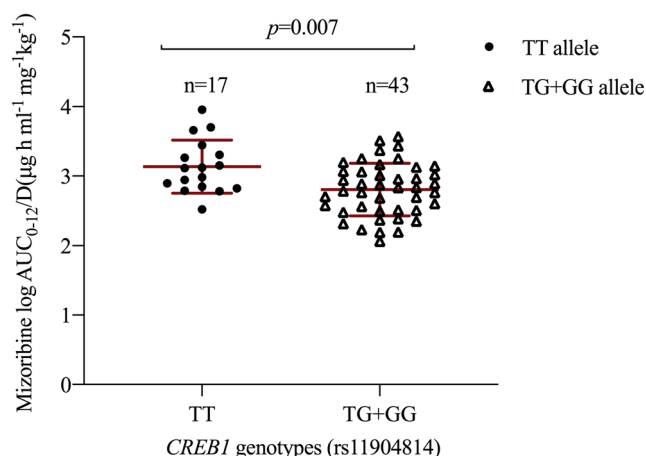 p=0.007
TT allele
TG+GG allele
n=17
n=43
Mizoribine log AUC0-12/D(μg h ml-1 mg-1kg-1)
5
4
3
2
1
0
TT
TG+GG
CREB1 genotypes (rs11904814)